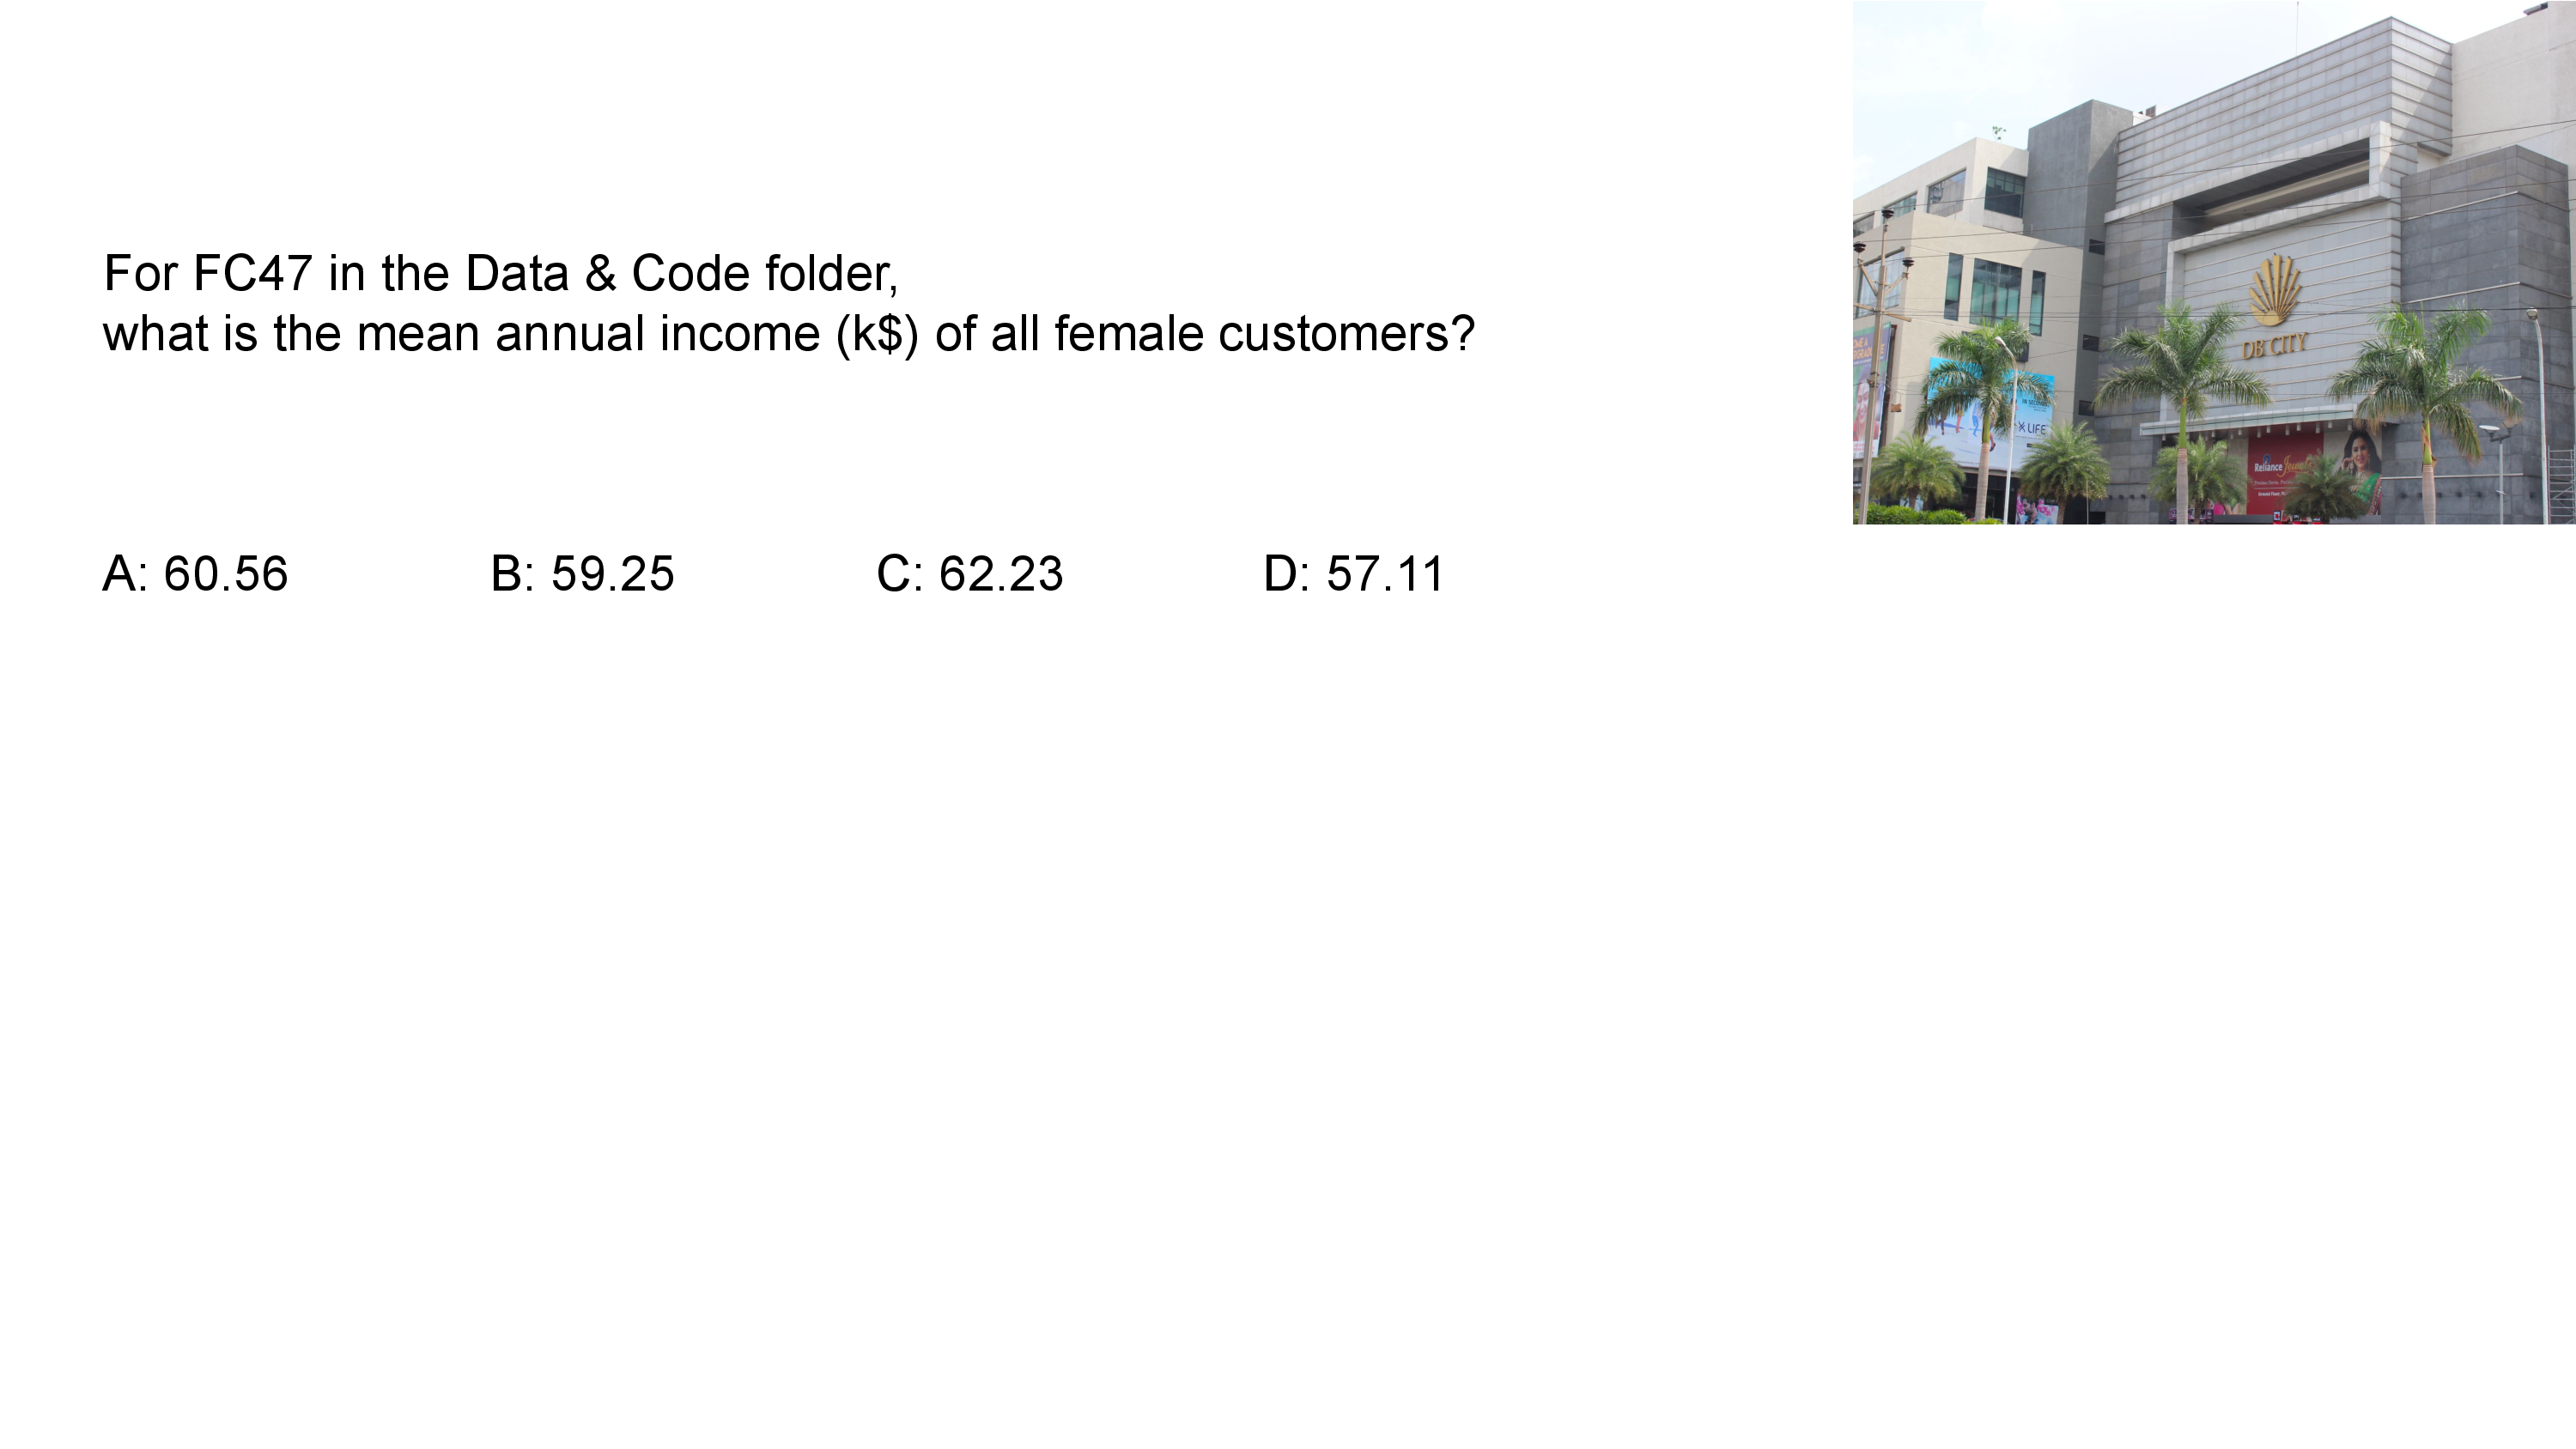 For FC47 in the Data & Code folder,
what is the mean annual income (k$) of all female customers?
A: 60.56 B: 59.25 C: 62.23 D: 57.11
DB CITY
LIFE
Reliance